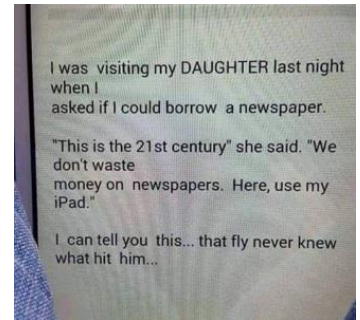 I was visiting my DAUGHTER last night
when I
asked if I could borrow a newspaper.
"This is the 21st century" she said. "We
don't waste
money on newspapers. Here, use my
iPad."
I can tell you this... that fly never knew
what hit him...